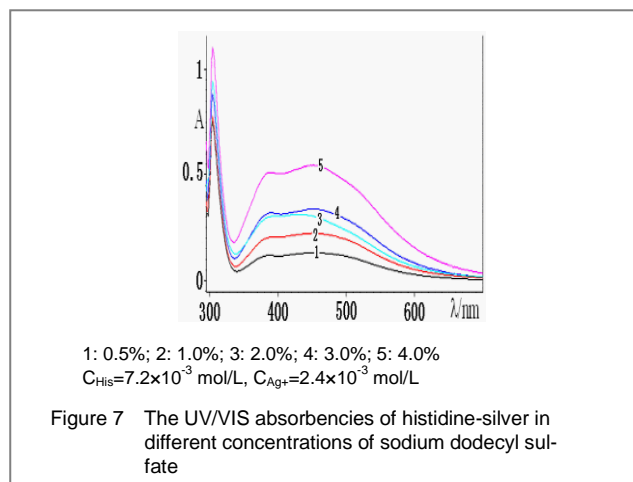 1
A
0.5
0
5
4
3
2
1
300 400 500 600 λ/nm
1: 0.5%; 2: 1.0%; 3: 2.0%; 4: 3.0%; 5: 4.0%
C_His=7.2×10⁻³ mol/L, C_Ag+=2.4×10⁻³ mol/L
Figure 7 The UV/VIS absorbencies of histidine-silver in
different concentrations of sodium dodecyl sul-
fate